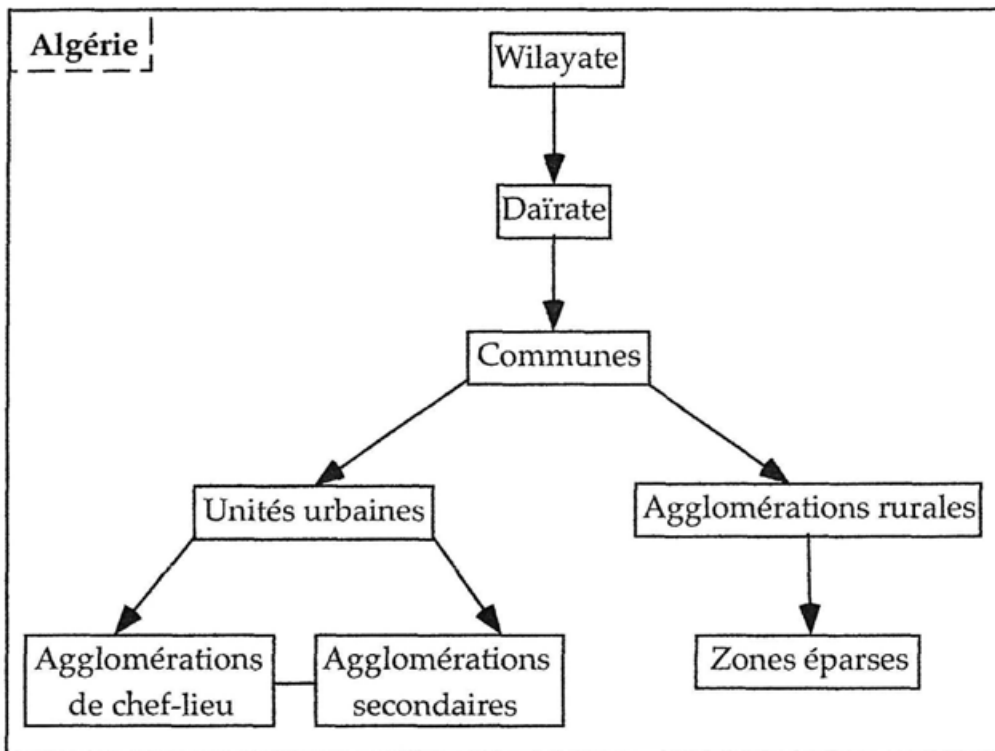 Algérie
Wilayate
Daïrate
Communes
Unités urbaines
Agglomérations rurales
Agglomérations
de chef-lieu
Agglomérations
secondaires
Zones éparses